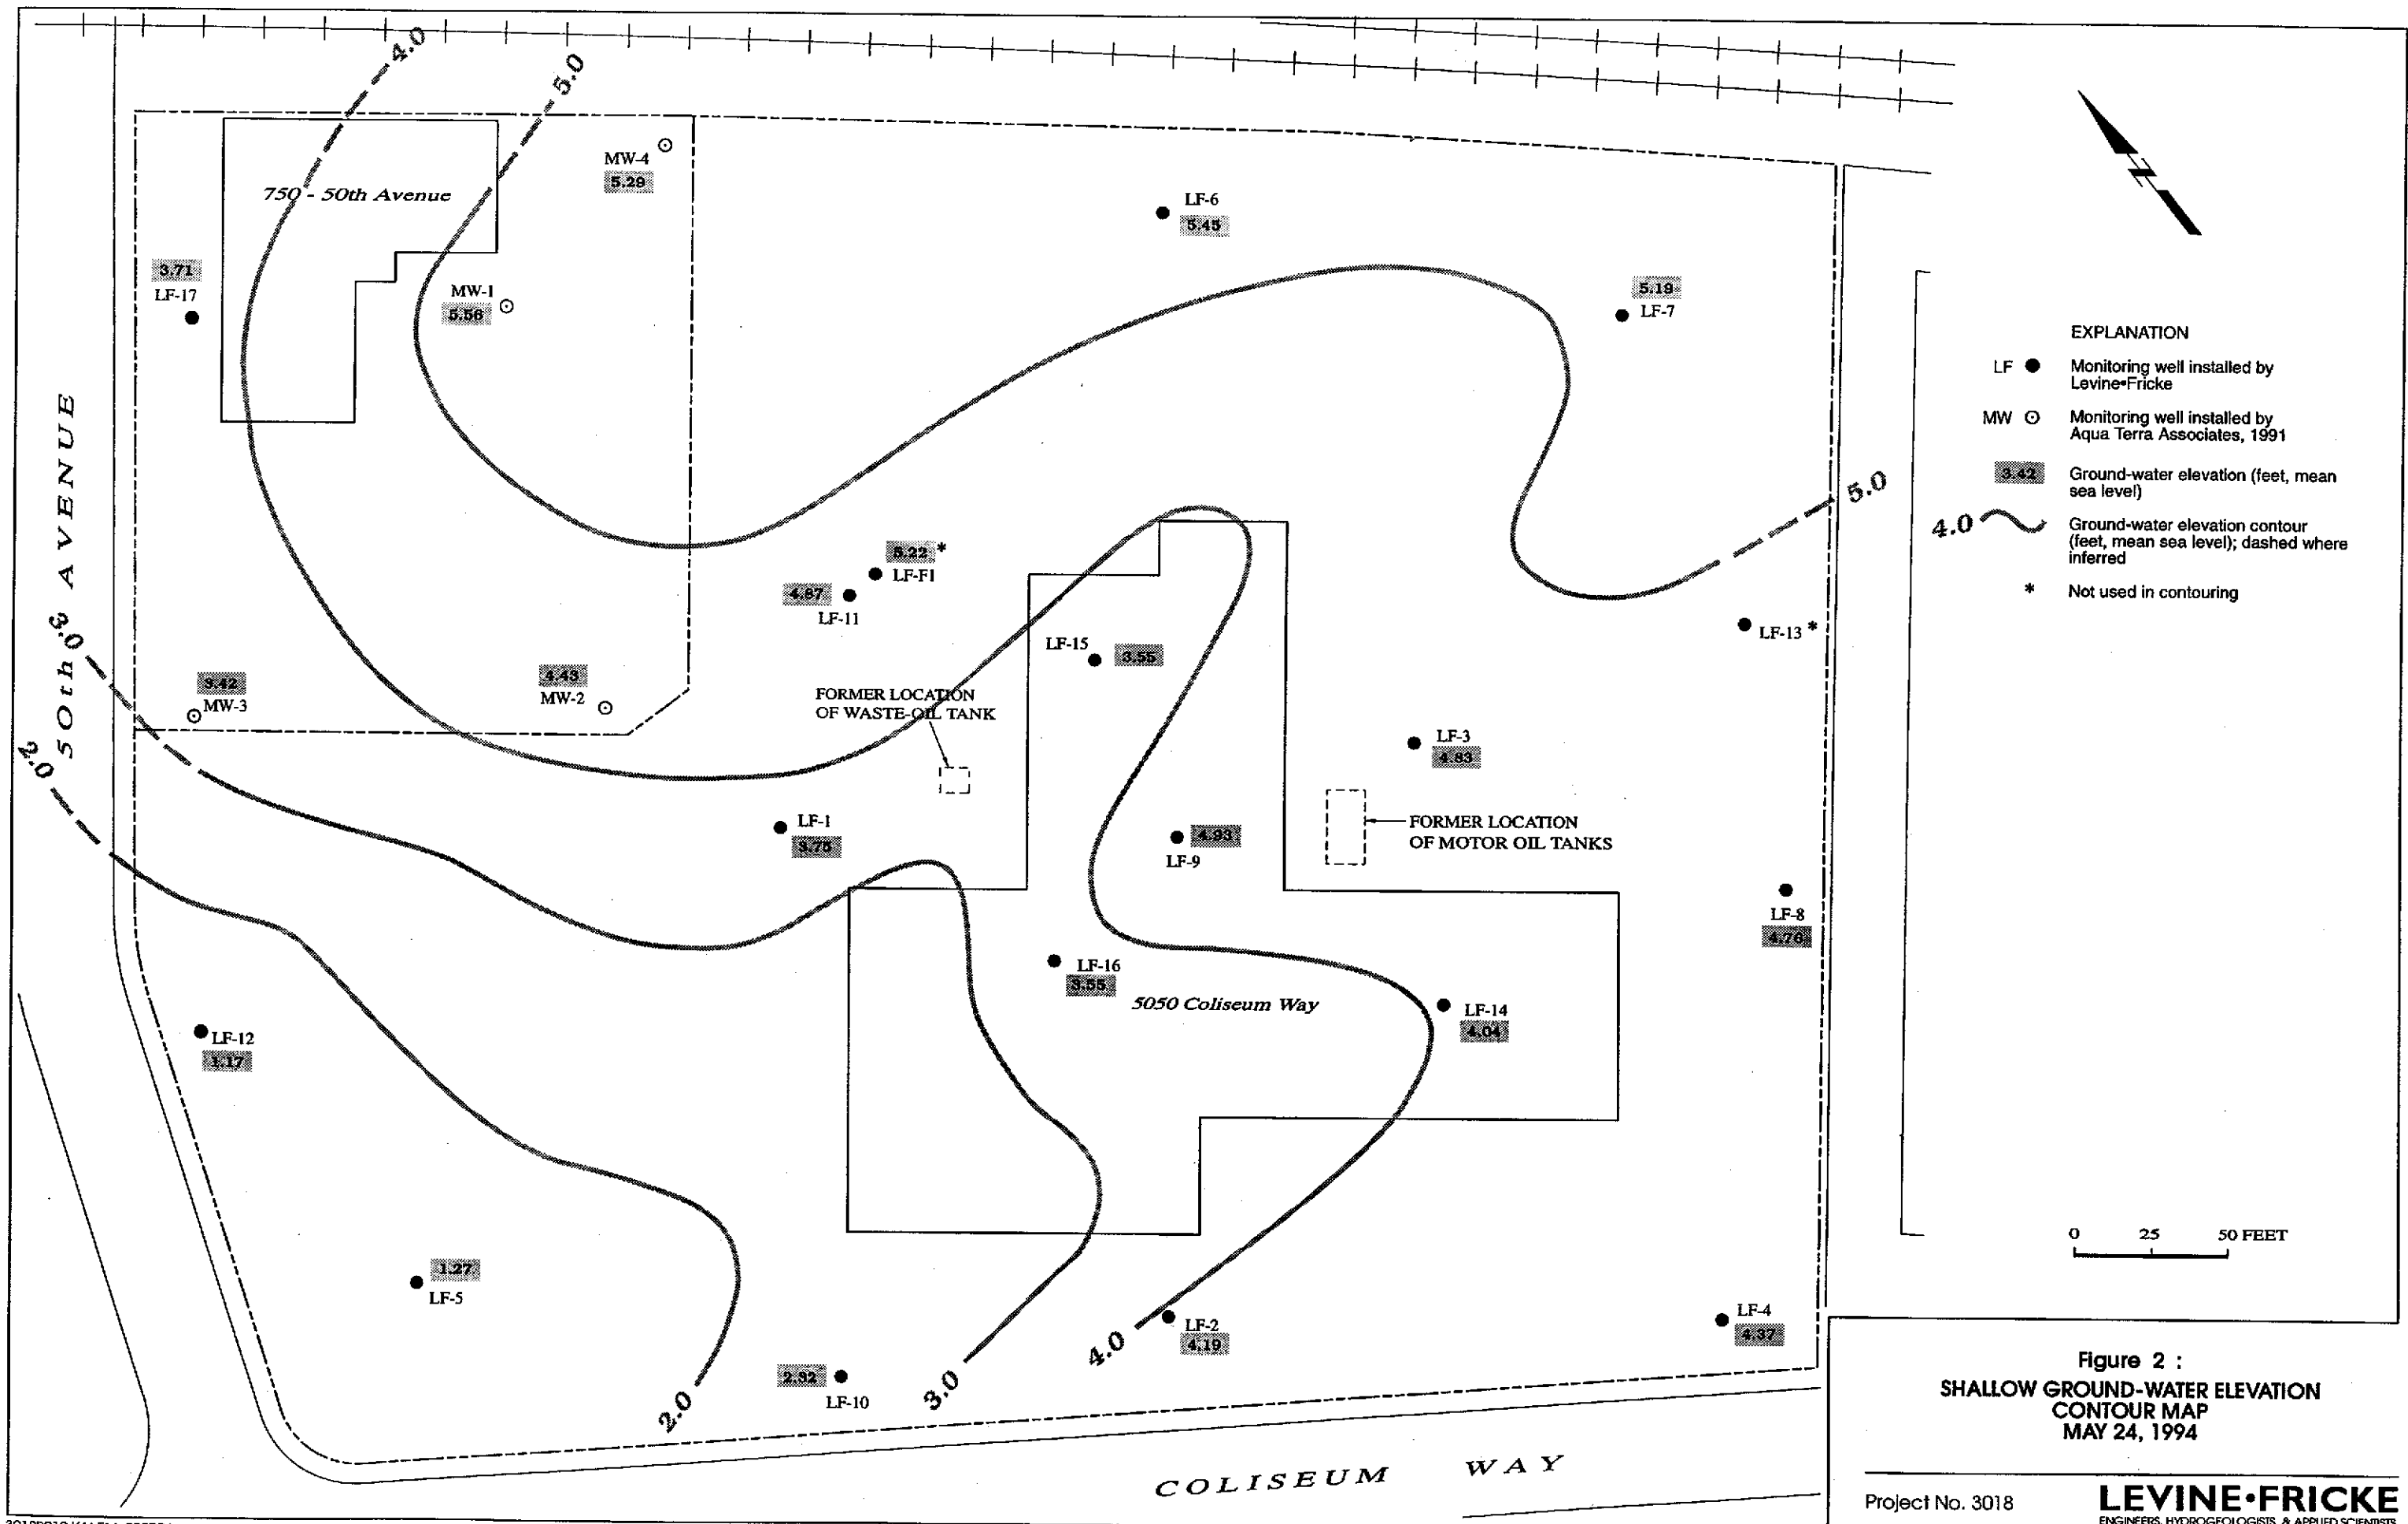 4.0
5.0
MW-4
5.29
750 - 50th Avenue
LF-6
5.45
3.71
LF-17
MW-1
5.56
5.19
LF-7
EXPLANATION
LF Monitoring well installed by
Levine•Fricke
MW Monitoring well installed by
Aqua Terra Associates, 1991
3.42 Ground-water elevation (feet, mean
sea level)
4.0 Ground-water elevation contour
(feet, mean sea level); dashed where
inferred
* Not used in contouring
50th AVENUE
5.0
5.22 *
LF-F1
4.87
LF-11
LF-13 *
3.0
LF-15 3.55
3.42
MW-3
4.43
MW-2
FORMER LOCATION
OF WASTE-OIL TANK
2.0
LF-3
4.83
LF-1
3.75
4.93
LF-9
FORMER LOCATION
OF MOTOR OIL TANKS
LF-8
4.76
LF-16
3.55
5050 Coliseum Way
LF-14
4.04
LF-12
1.17
1.27
LF-5
0 25 50 FEET
LF-2
4.19
4.0
LF-4
4.37
LF-10
3.0
2.0
COLISEUM WAY
Figure 2 :
SHALLOW GROUND-WATER ELEVATION
CONTOUR MAP
MAY 24, 1994
Project No. 3018
LEVINE•FRICKE
ENGINEERS, HYDROGEOLOGISTS, & APPLIED SCIENTISTS